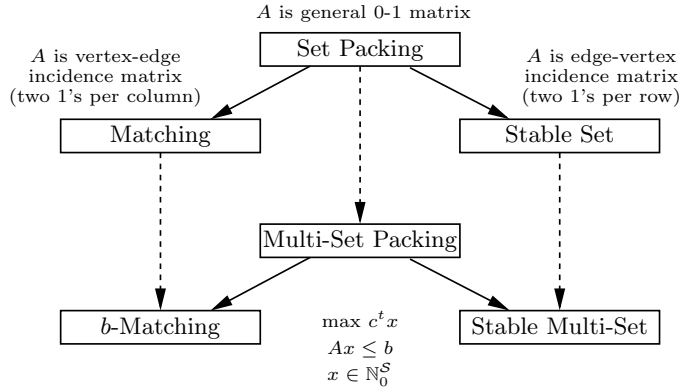 A is general 0-1 matrix
Set Packing
A is vertex-edge
incidence matrix
(two 1's per column)
A is edge-vertex
incidence matrix
(two 1's per row)
Matching
Stable Set
Multi-Set Packing
b-Matching
max c^t x
Ax ≤ b
x ∈ ℕ₀^𝒮
Stable Multi-Set